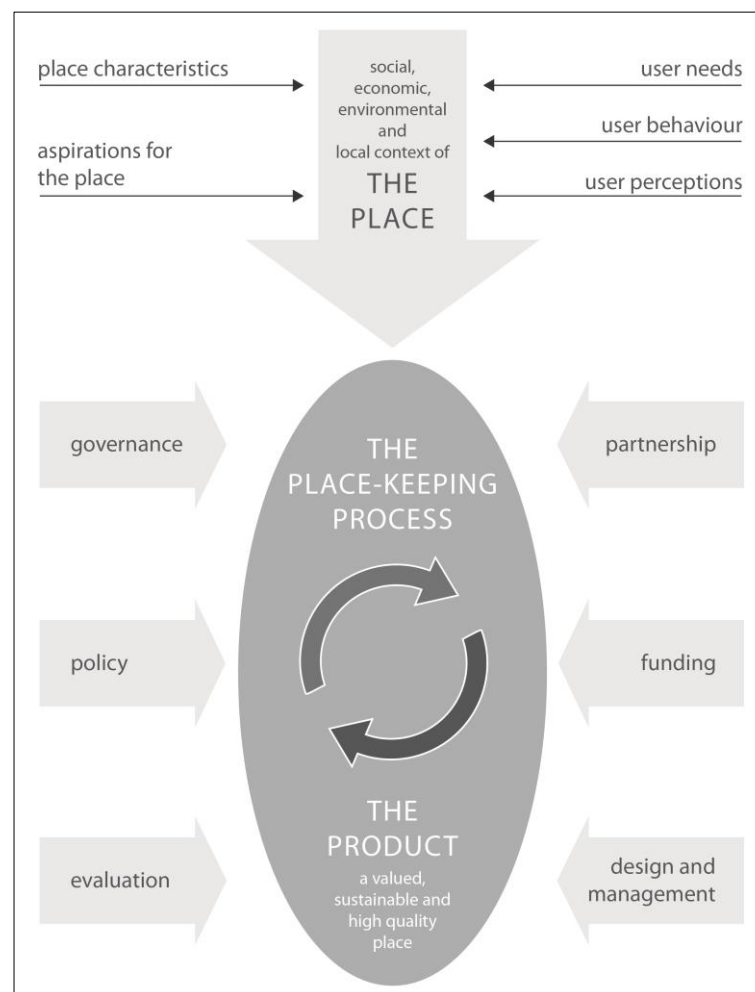 place characteristics
aspirations for
the place
social,
economic,
environmental
and
local context of
THE
PLACE
user needs
user behaviour
user perceptions
governance
policy
evaluation
THE
PLACE-KEEPING
PROCESS
THE
PRODUCT
a valued,
sustainable and
high quality
place
partnership
funding
design and
management